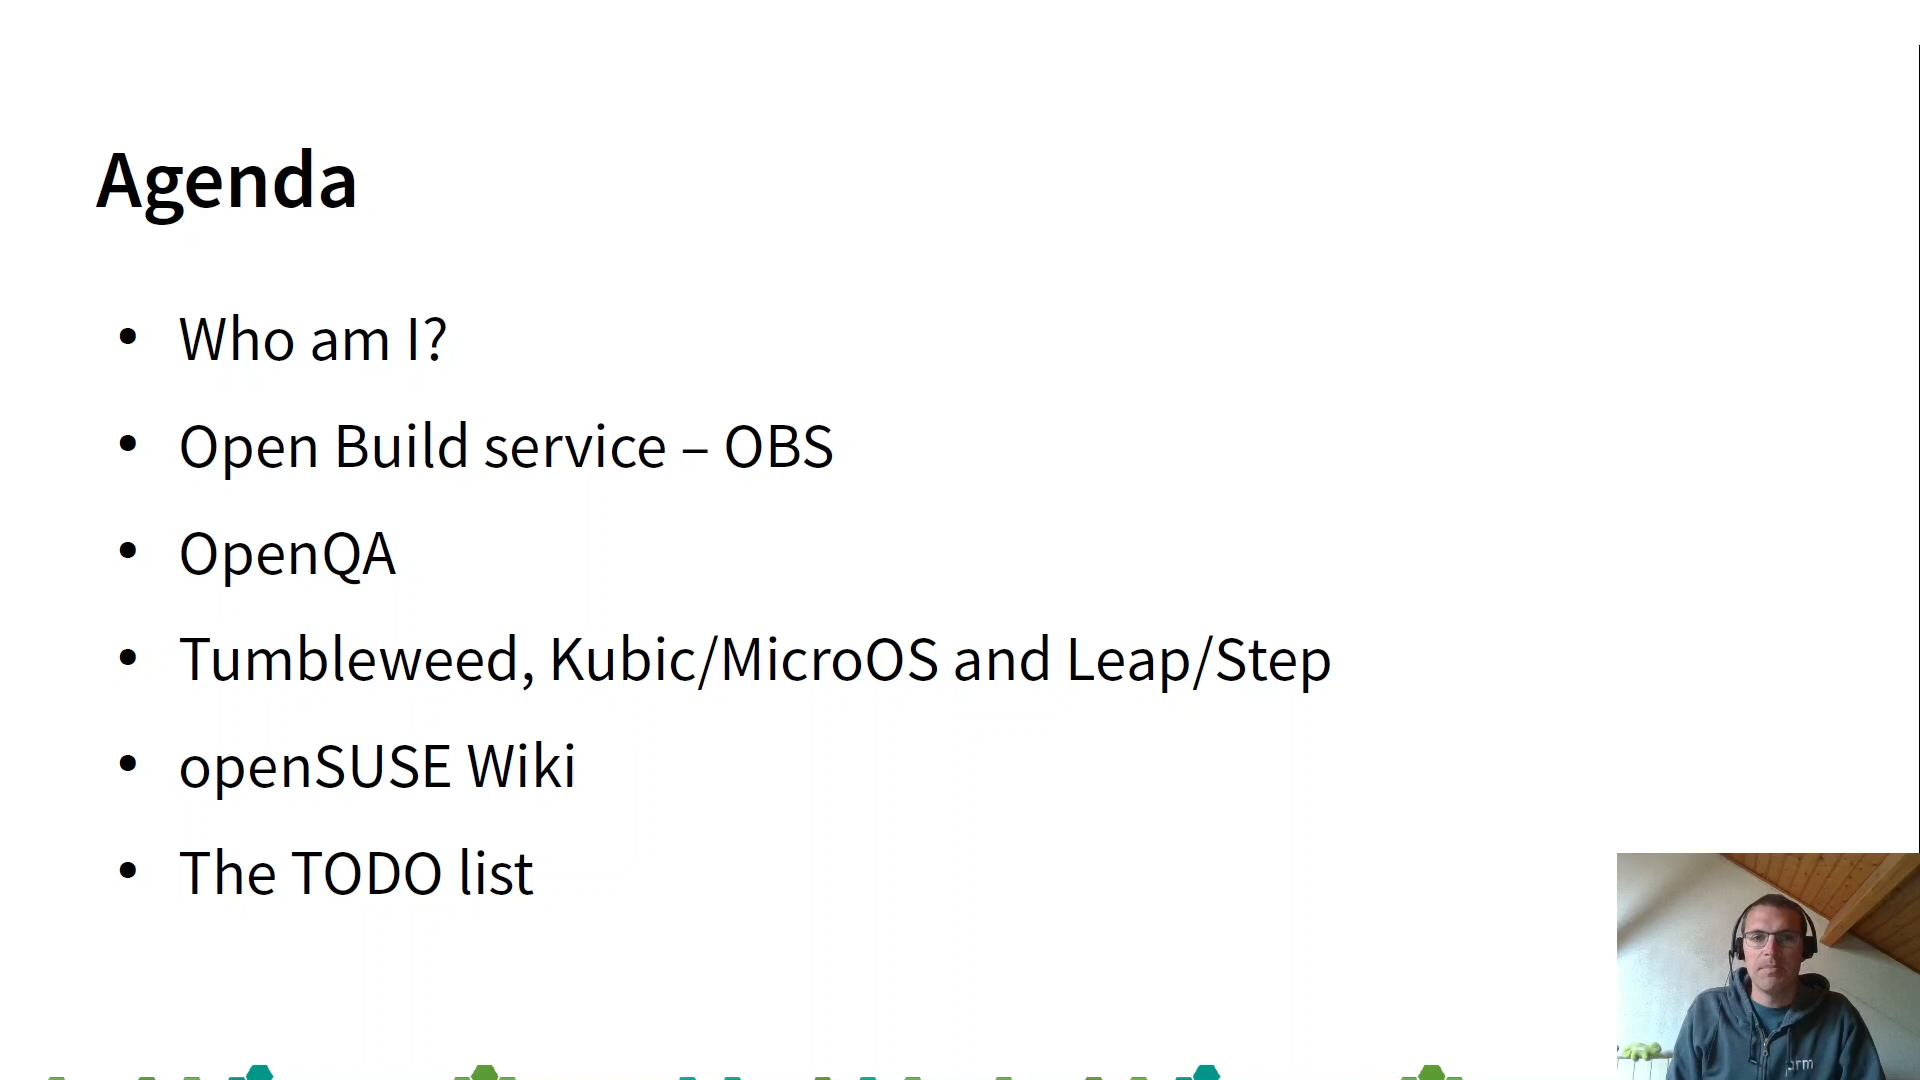 Agenda
• Who am I?
• Open Build service – OBS
• OpenQA
• Tumbleweed, Kubic/MicroOS and Leap/Step
• openSUSE Wiki
• The TODO list
arm